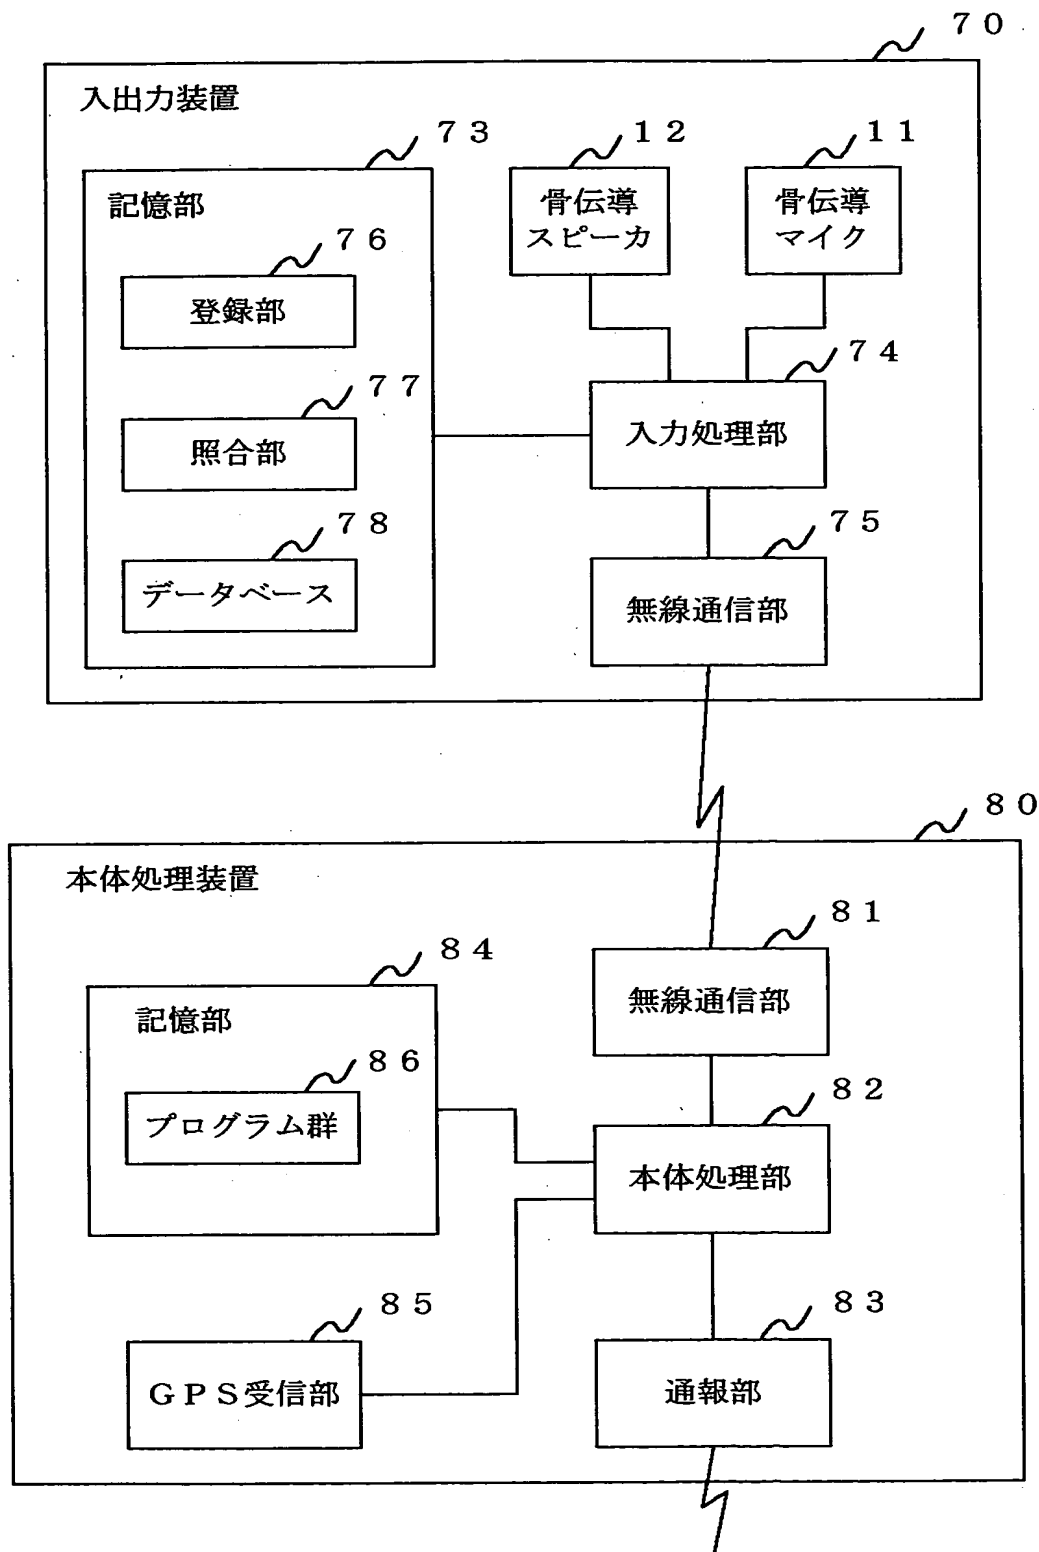 ７０
入出力装置
７３
１２
１１
記憶部
骨伝導
スピーカ
骨伝導
マイク
７６
登録部
７４
７７
入力処理部
照合部
７５
７８
データベース
無線通信部
８０
本体処理装置
８１
８４
無線通信部
記憶部
８６
８２
プログラム群
本体処理部
８５
８３
ＧＰＳ受信部
通報部